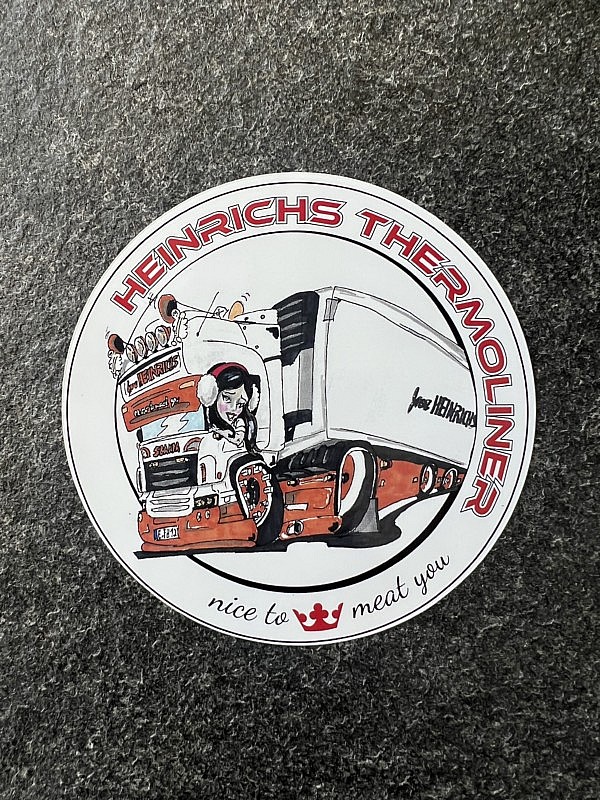 HEINRICHS THERMOLINER
HEINRICHS
SCANIA
HEINRICHS
nice to meat you